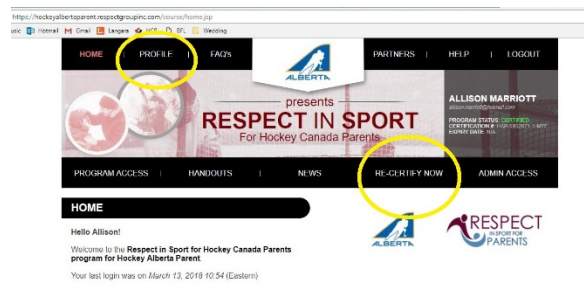 https://hockeyalbertaparent.respectgroupinc.com/course/home.jsp
Hotmail Gmail Langara HCR EFL Wedding
HOME | PROFILE | FAQ's PARTNERS | HELP | LOGOUT
ALBERTA
presents
RESPECT IN SPORT
For Hockey Canada Parents
ALLISON MARRIOTT
PROGRAM STATUS: CERTIFIED
CERTIFICATION #:
EXPIRY DATE: N/A
PROGRAM ACCESS | HANDOUTS | NEWS RE-CERTIFY NOW ADMIN ACCESS
HOME
Hello Allison!
Welcome to the Respect in Sport for Hockey Canada Parents
program for Hockey Alberta Parent.
Your last login was on March 13, 2018 10:54 (Eastern)
ALBERTA
RESPECT
IN SPORT FOR
PARENTS